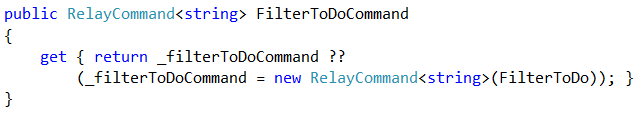 public RelayCommand<string> FilterToDoCommand
{
    get { return _filterToDoCommand ??
        (_filterToDoCommand = new RelayCommand<string>(FilterToDo)); }
}